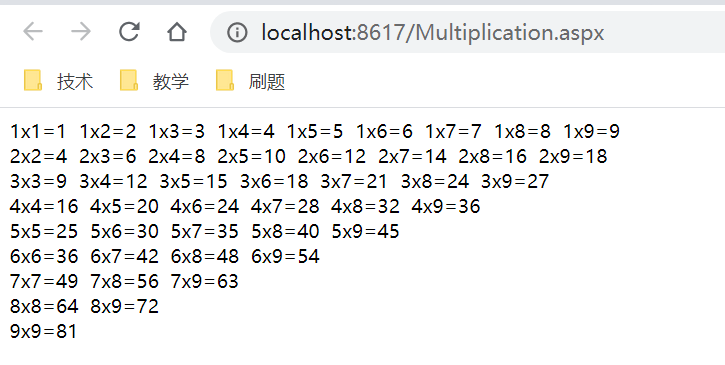 localhost:8617/Multiplication.aspx
技术 教学 刷题
1x1=1 1x2=2 1x3=3 1x4=4 1x5=5 1x6=6 1x7=7 1x8=8 1x9=9
2x2=4 2x3=6 2x4=8 2x5=10 2x6=12 2x7=14 2x8=16 2x9=18
3x3=9 3x4=12 3x5=15 3x6=18 3x7=21 3x8=24 3x9=27
4x4=16 4x5=20 4x6=24 4x7=28 4x8=32 4x9=36
5x5=25 5x6=30 5x7=35 5x8=40 5x9=45
6x6=36 6x7=42 6x8=48 6x9=54
7x7=49 7x8=56 7x9=63
8x8=64 8x9=72
9x9=81